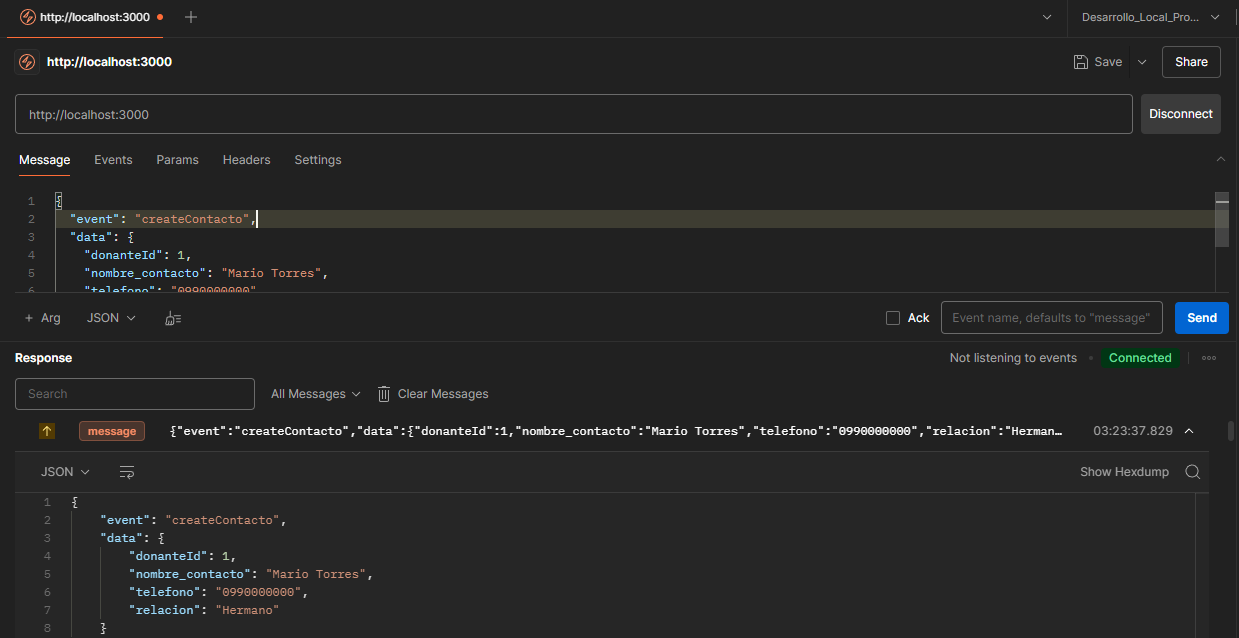 http://localhost:3000
Desarrollo_Local_Pro...
http://localhost:3000
Save
Share
http://localhost:3000
Disconnect
Message Events Params Headers Settings
1 {
2 "event": "createContacto",
3 "data": {
4 "donanteId": 1,
5 "nombre_contacto": "Mario Torres",
6 "telefono": "0990000000"
+ Arg JSON
Ack
Event name, defaults to "message"
Send
Response
Not listening to events • Connected
Search
All Messages
Clear Messages
message {"event":"createContacto","data":{"donanteId":1,"nombre_contacto":"Mario Torres","telefono":"0990000000","relacion":"Herman… 03:23:37.829
JSON
Show Hexdump
1 {
2 "event": "createContacto",
3 "data": {
4 "donanteId": 1,
5 "nombre_contacto": "Mario Torres",
6 "telefono": "0990000000",
7 "relacion": "Hermano"
8 }